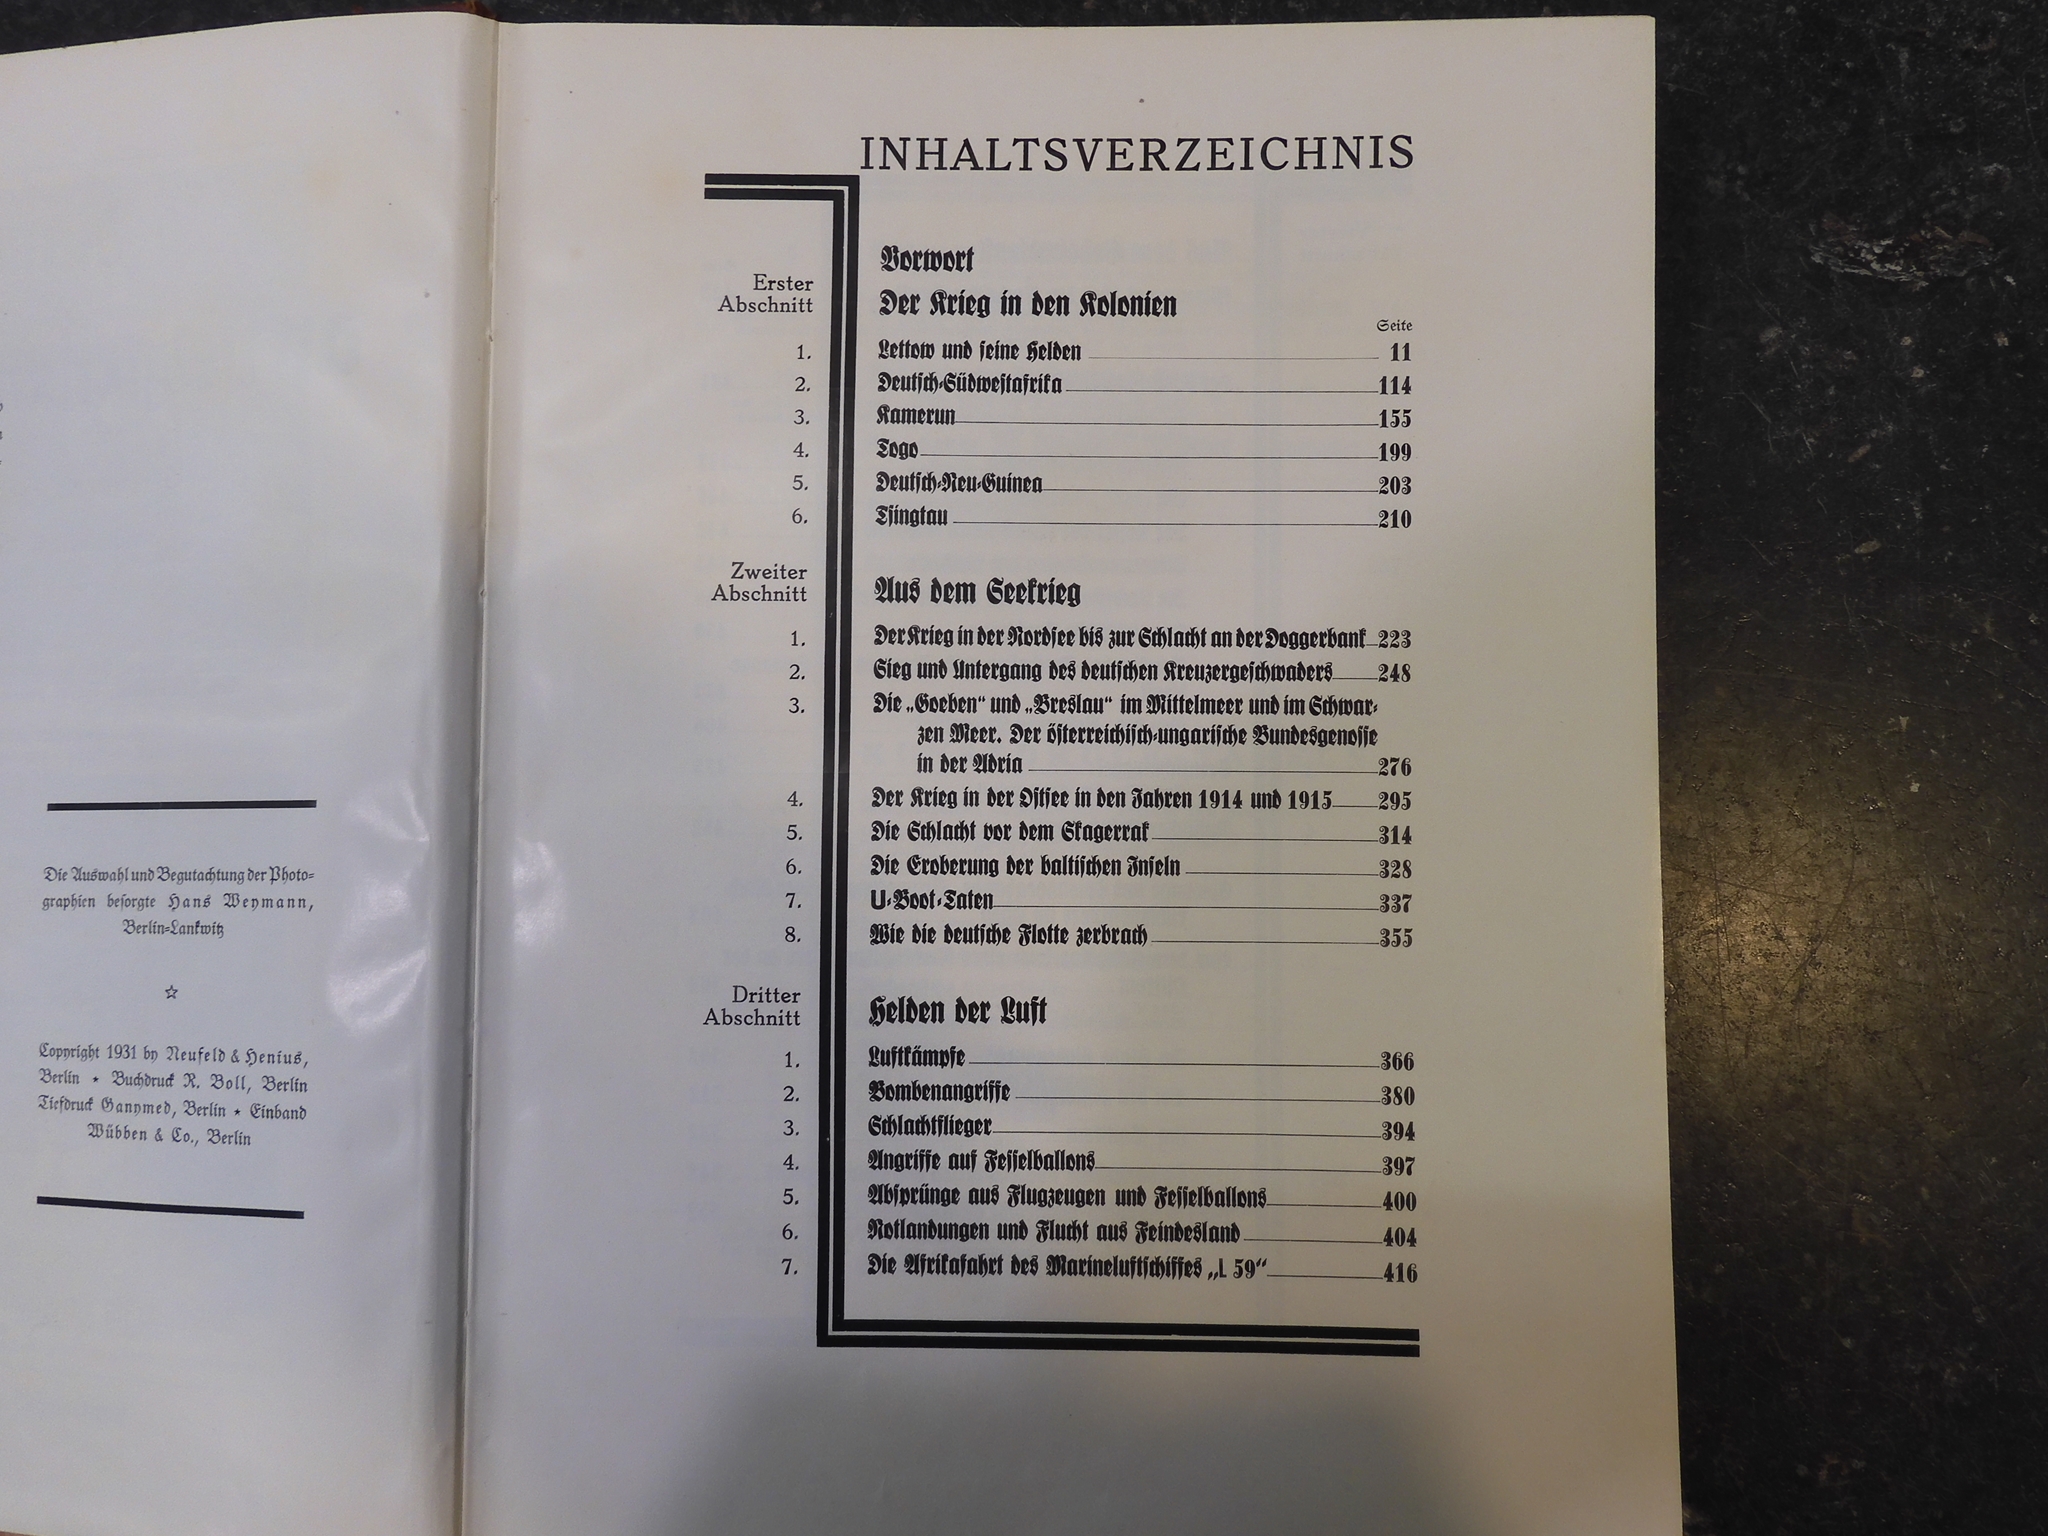 Die Auswahl und Begutachtung der Photo-
graphien besorgte Hans Weymann,
Berlin-Lankwitz
☆
Copyright 1931 by Neufeld & Henius,
Berlin ⋆ Buchdruck R. Boll, Berlin
Tiefdruck Ganymed, Berlin ⋆ Einband
Wübben & Co., Berlin
INHALTSVERZEICHNIS
Vorwort
Erster
Abschnitt
Der Krieg in den Kolonien
Seite
1. Lettow und seine Helden 11
2. Deutsch-Südwestafrika 114
3. Kamerun 155
4. Togo 199
5. Deutsch-Neu-Guinea 203
6. Tsingtau 210
Zweiter
Abschnitt
Aus dem Seekrieg
1. Der Krieg in der Nordsee bis zur Schlacht an der Doggerbank 223
2. Sieg und Untergang des deutschen Kreuzergeschwaders 248
3. Die „Goeben“ und „Breslau“ im Mittelmeer und im Schwar-
zen Meer. Der österreichisch-ungarische Bundesgenosse
in der Adria 276
4. Der Krieg in der Ostsee in den Jahren 1914 und 1915 295
5. Die Schlacht vor dem Skagerrak 314
6. Die Eroberung der baltischen Inseln 328
7. U-Boot-Taten 337
8. Wie die deutsche Flotte zerbrach 355
Dritter
Abschnitt
Helden der Luft
1. Luftkämpfe 366
2. Bombenangriffe 380
3. Schlachtflieger 394
4. Angriffe auf Fesselballons 397
5. Absprünge aus Flugzeugen und Fesselballons 400
6. Notlandungen und Flucht aus Feindesland 404
7. Die Afrikafahrt des Marineluftschiffes „L 59“ 416